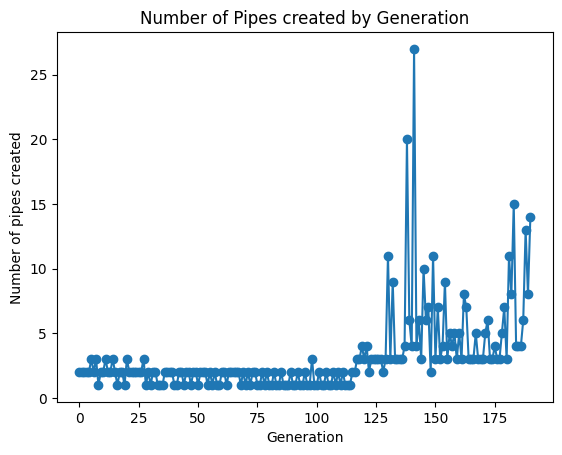 Number of Pipes created by Generation
Number of pipes created
25
20
15
10
5
0
0 25 50 75 100 125 150 175
Generation